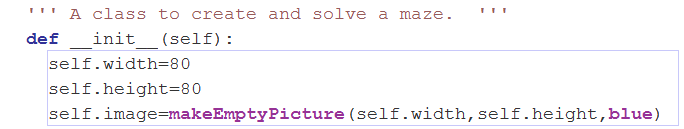 ''' A class to create and solve a maze.  '''
def __init__(self):
self.width=80
self.height=80
self.image=makeEmptyPicture(self.width,self.height,blue)